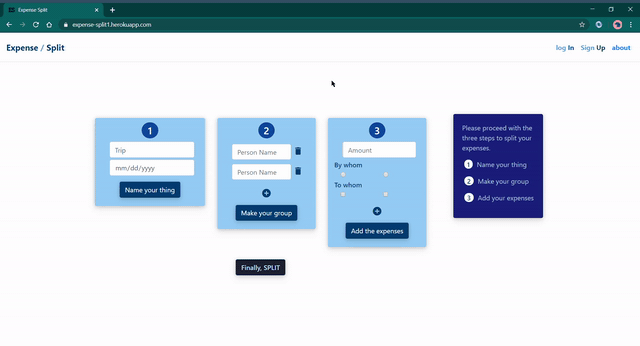 Expense Split
expense-split1.herokuapp.com
Expense / Split
log In
Sign Up
about
1
Trip
mm/dd/yyyy
Name your thing
2
Person Name
Person Name
Make your group
3
Amount
By whom
To whom
Add the expenses
Please proceed with the
three steps to split your
expenses.
1 Name your thing
2 Make your group
3 Add your expenses
Finally, SPLIT